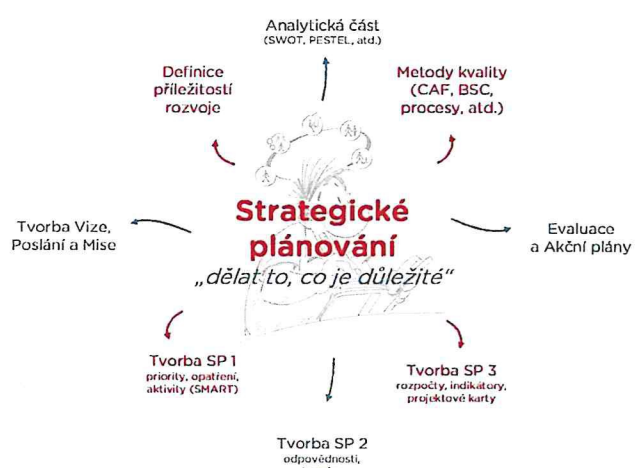 Analytická část
(SWOT, PESTEL, atd.)
Definice
příležitostí
rozvoje
Metody kvality
(CAF, BSC,
procesy, atd.)
Strategické
plánování
„dělat to, co je důležité“
Tvorba Vize,
Poslání a Mise
Evaluace
a Akční plány
Tvorba SP 1
priority, opatření,
aktivity (SMART)
Tvorba SP 3
rozpočty, indikátory,
projektové karty
Tvorba SP 2
odpovědnosti,